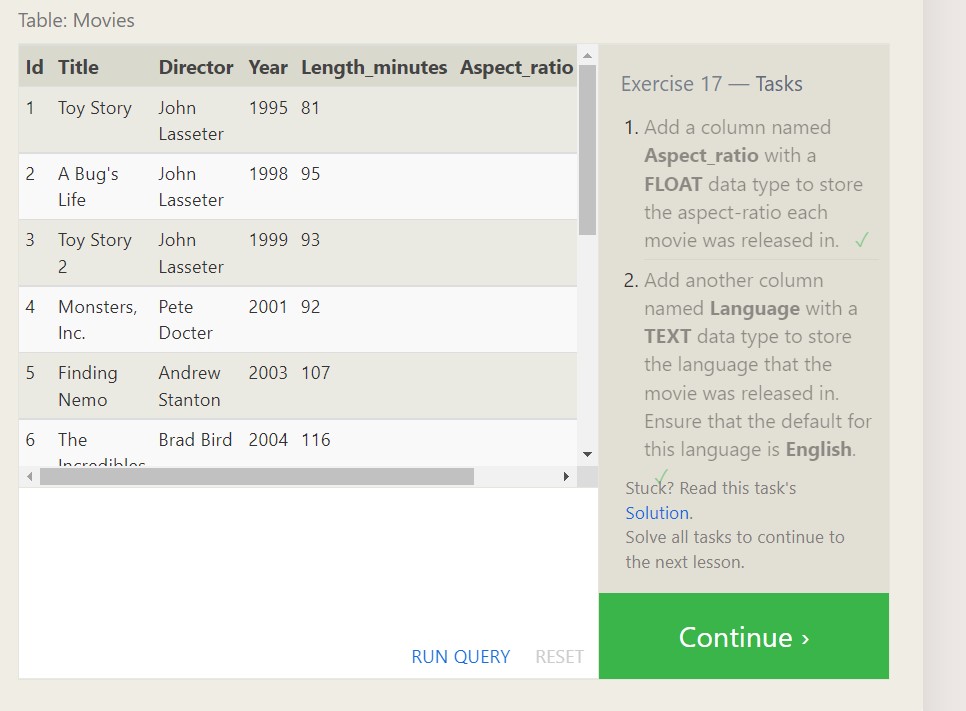 Table: Movies
Id Title Director Year Length_minutes Aspect_ratio
1 Toy Story John 1995 81
Lasseter
2 A Bug's John 1998 95
Life Lasseter
3 Toy Story John 1999 93
2 Lasseter
4 Monsters, Pete 2001 92
Inc. Docter
5 Finding Andrew 2003 107
Nemo Stanton
6 The Brad Bird 2004 116
Incredibles
RUN QUERY RESET
Exercise 17 — Tasks
1. Add a column named
Aspect_ratio with a
FLOAT data type to store
the aspect-ratio each
movie was released in. ✓
2. Add another column
named Language with a
TEXT data type to store
the language that the
movie was released in.
Ensure that the default for
this language is English.
✓
Stuck? Read this task's
Solution.
Solve all tasks to continue to
the next lesson.
Continue ›